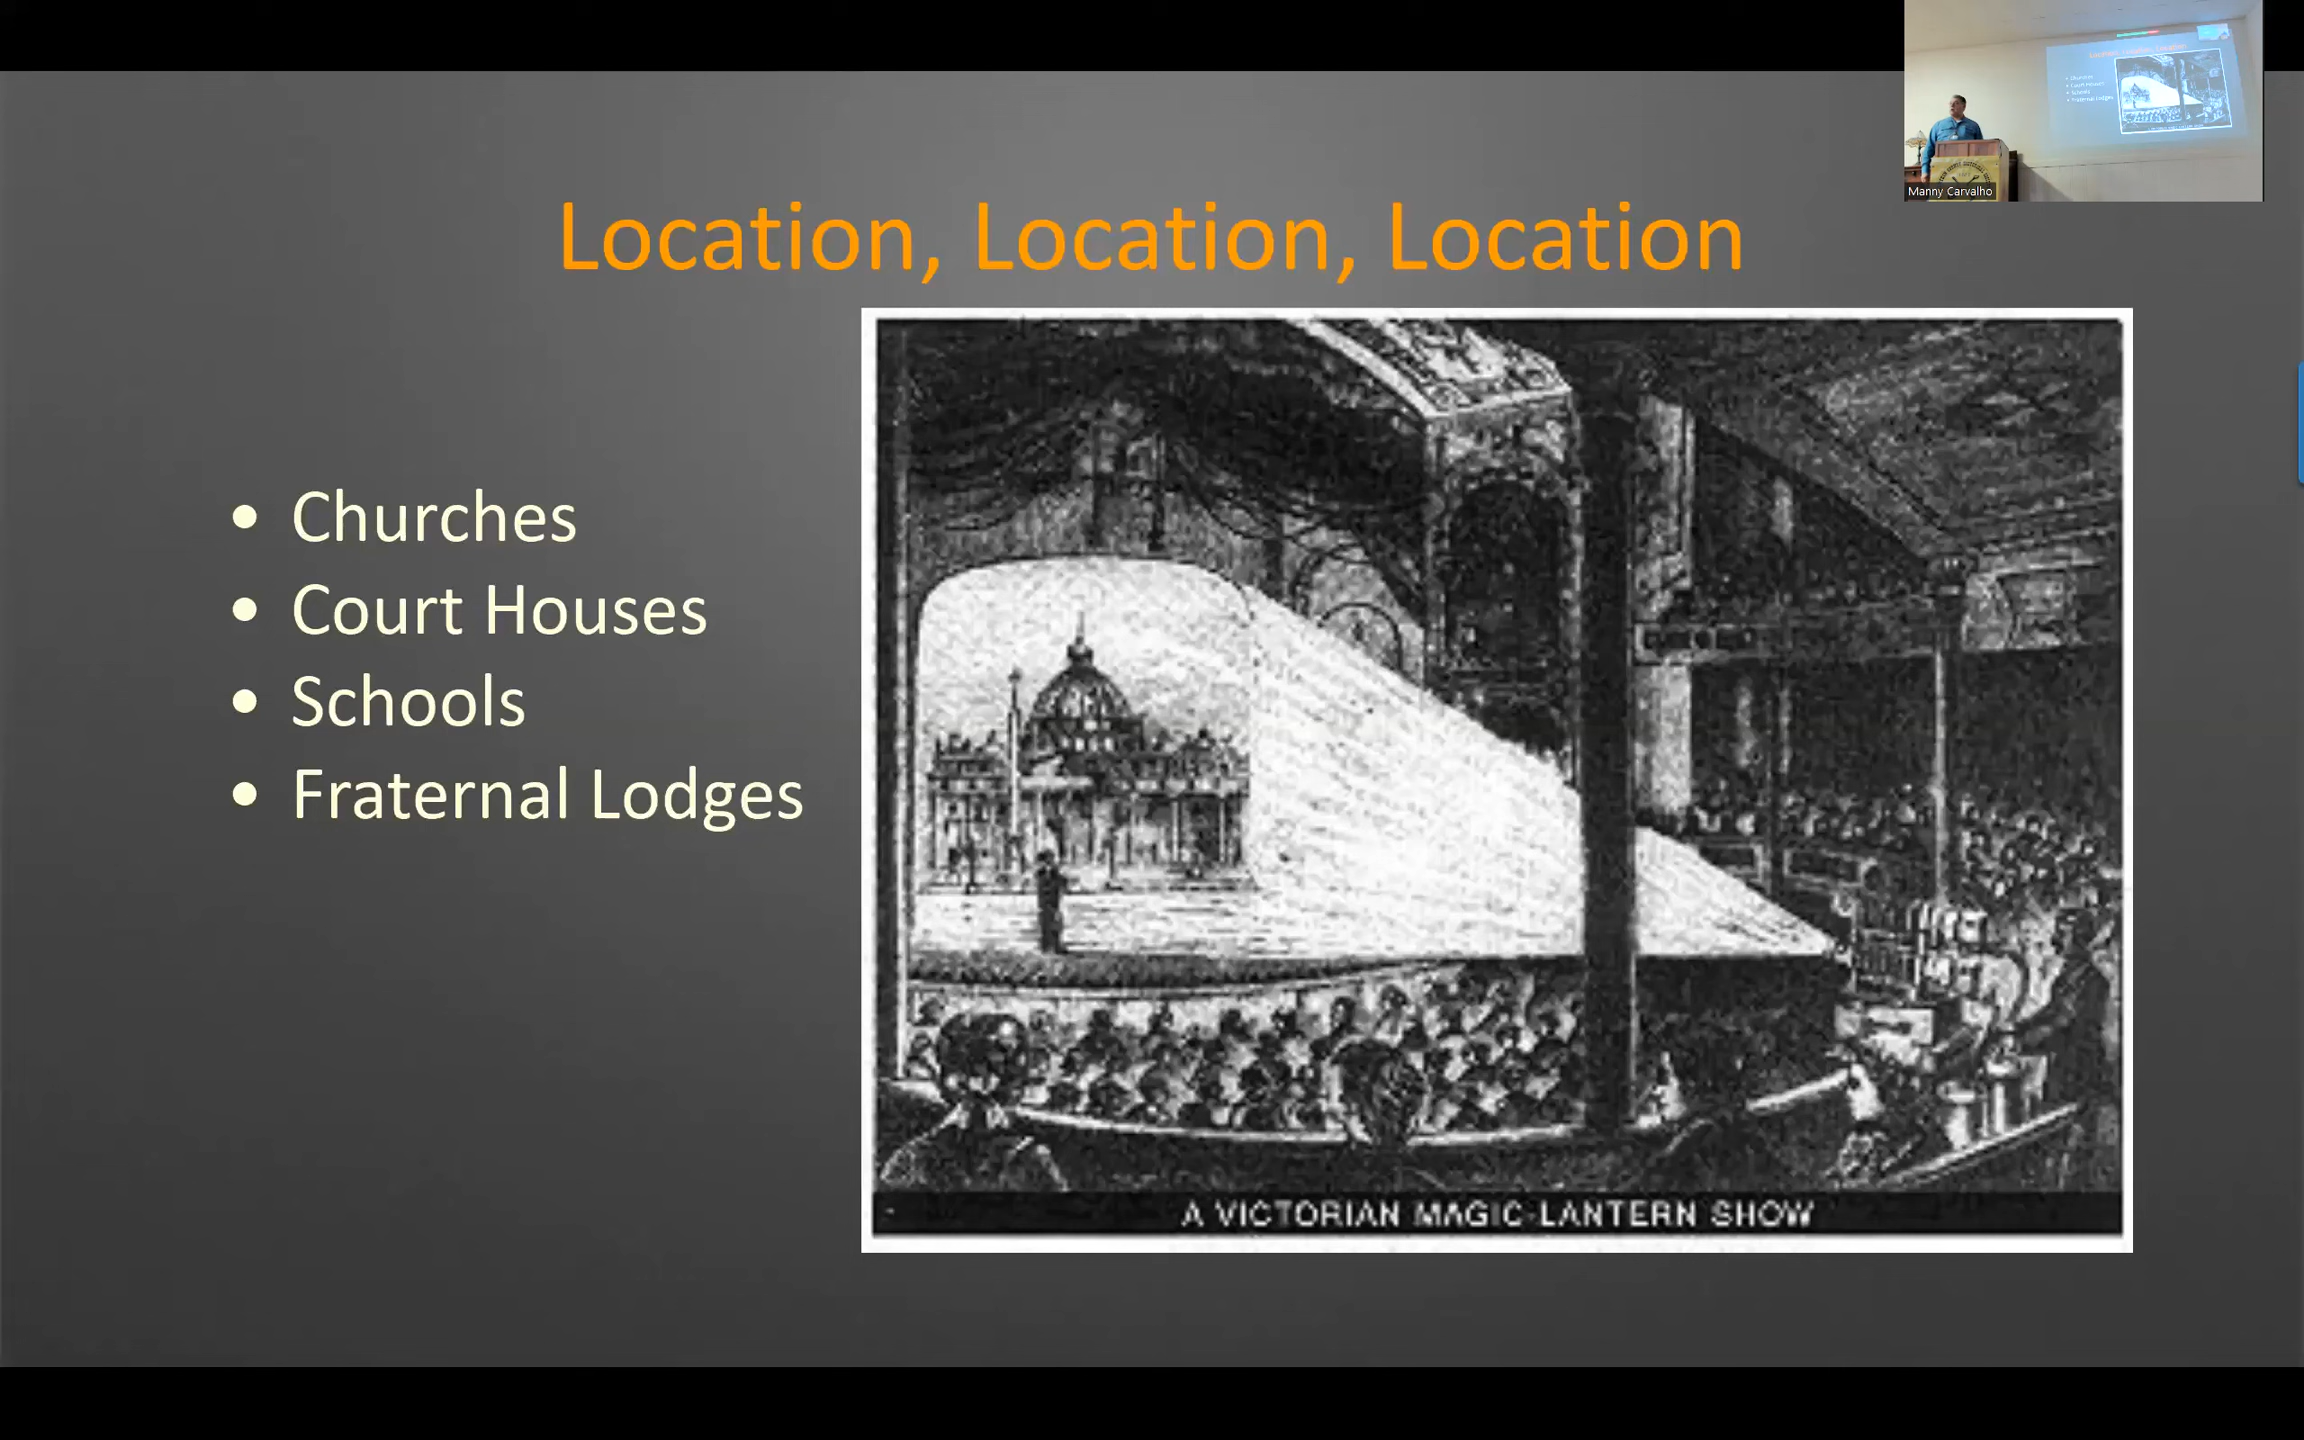 Location, Location, Location
Manny Carvalho
• Churches
• Court Houses
• Schools
• Fraternal Lodges
A VICTORIAN MAGIC-LANTERN SHOW